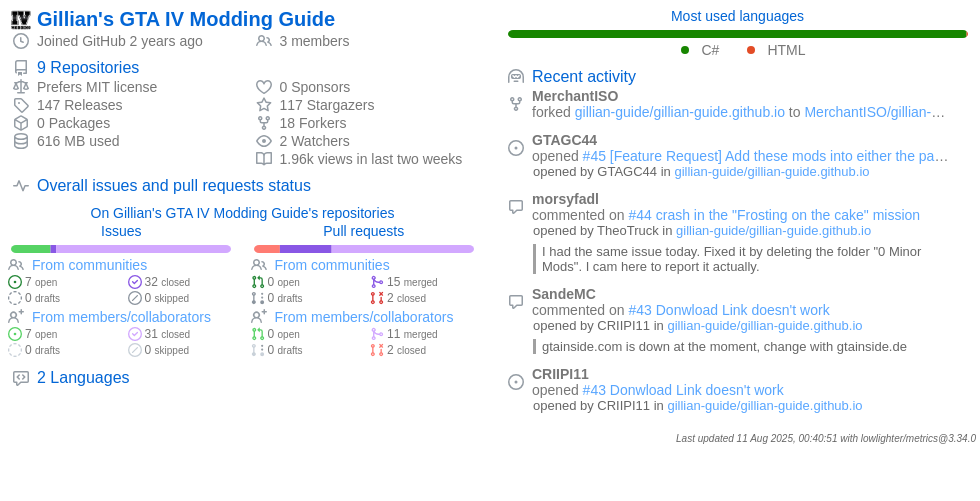 Gillian's GTA IV Modding Guide
Joined GitHub 2 years ago
3 members
9 Repositories
Prefers MIT license
147 Releases
0 Packages
616 MB used
0 Sponsors
117 Stargazers
18 Forkers
2 Watchers
1.96k views in last two weeks
Overall issues and pull requests status
On Gillian's GTA IV Modding Guide's repositories
Issues
From communities
7 open
32 closed
0 drafts
0 skipped
From members/collaborators
7 open
31 closed
0 drafts
0 skipped
Pull requests
From communities
0 open
15 merged
0 drafts
2 closed
From members/collaborators
0 open
11 merged
0 drafts
2 closed
2 Languages
Most used languages
C#
HTML
Recent activity
MerchantISO
forked gillian-guide/gillian-guide.github.io to MerchantISO/gillian-…
GTAGC44
opened #45 [Feature Request] Add these mods into either the pa…
opened by GTAGC44 in gillian-guide/gillian-guide.github.io
morsyfadl
commented on #44 crash in the "Frosting on the cake" mission
opened by TheoTruck in gillian-guide/gillian-guide.github.io
I had the same issue today. Fixed it by deleting the folder "0 Minor
Mods". I cam here to report it actually.
SandeMC
commented on #43 Donwload Link doesn't work
opened by CRIIPI11 in gillian-guide/gillian-guide.github.io
gtainside.com is down at the moment, change with gtainside.de
CRIIPI11
opened #43 Donwload Link doesn't work
opened by CRIIPI11 in gillian-guide/gillian-guide.github.io
Last updated 11 Aug 2025, 00:40:51 with lowlighter/metrics@3.34.0